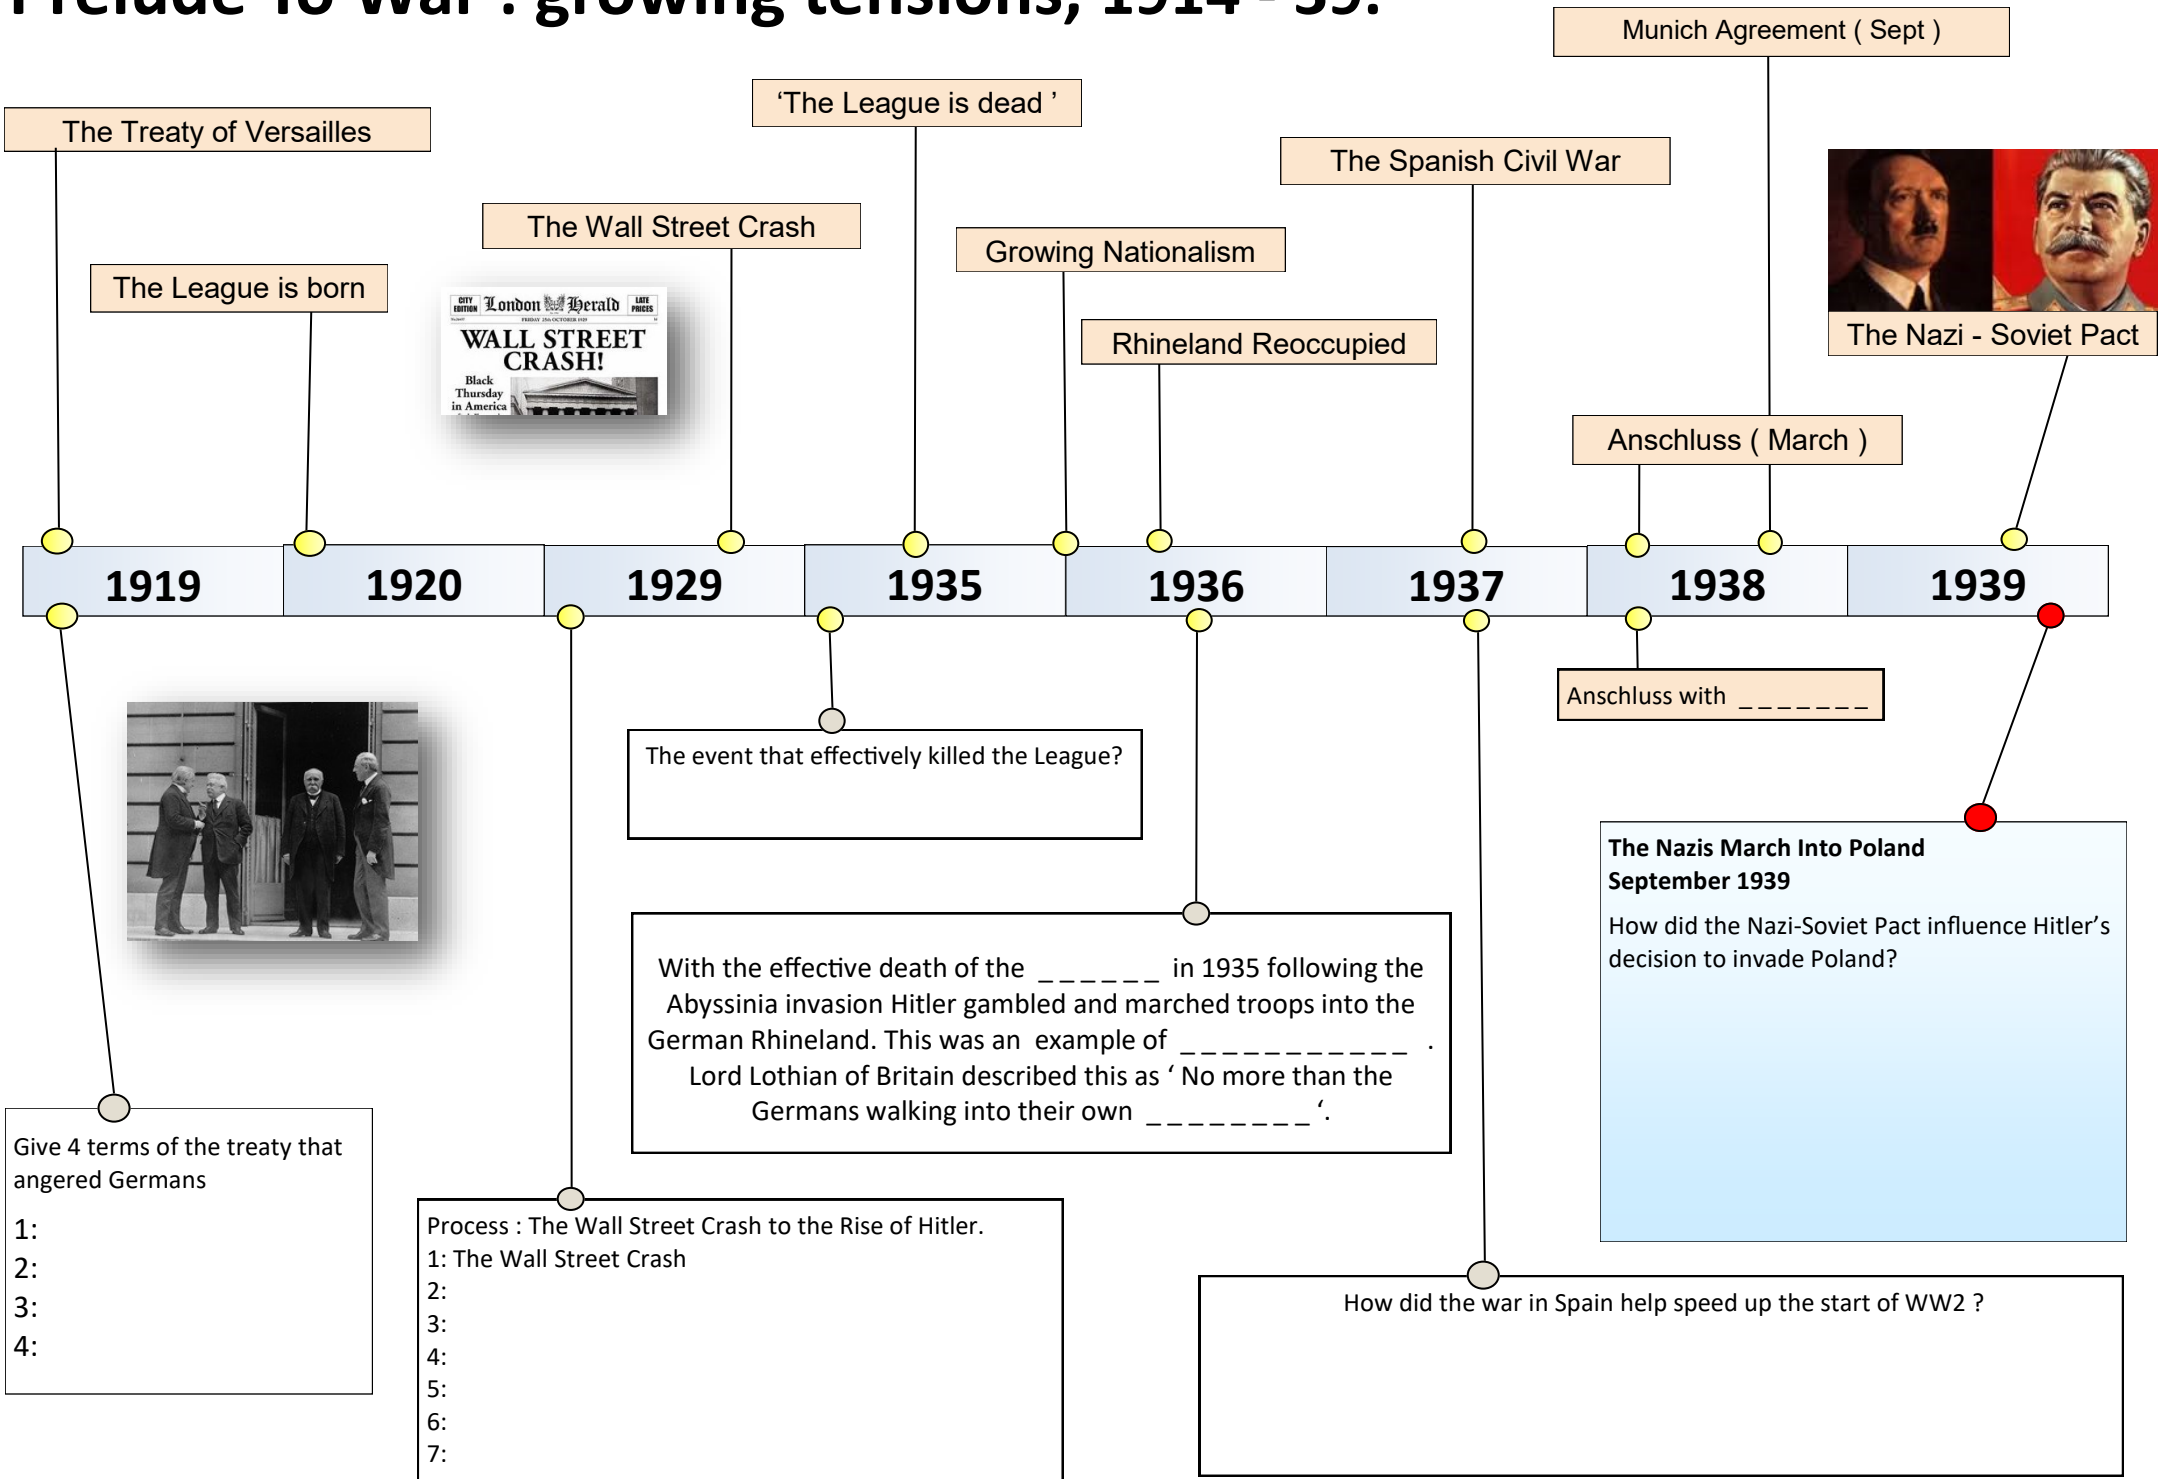 Prelude To War : growing tensions, 1914 - 39.
Munich Agreement ( Sept )
‘The League is dead ’
The Treaty of Versailles
The Spanish Civil War
The Wall Street Crash
Growing Nationalism
The League is born
CITY EDITION London Herald LATE PRICES
FRIDAY 25th OCTOBER 1929
WALL STREET
CRASH!
Black
Thursday
in America
Rhineland Reoccupied
The Nazi - Soviet Pact
Anschluss ( March )
1919 1920 1929 1935 1936 1937 1938 1939
Anschluss with _ _ _ _ _ _ _
The event that effectively killed the League?
The Nazis March Into Poland
September 1939
How did the Nazi-Soviet Pact influence Hitler’s
decision to invade Poland?
With the effective death of the _ _ _ _ _ _ in 1935 following the
Abyssinia invasion Hitler gambled and marched troops into the
German Rhineland. This was an example of _ _ _ _ _ _ _ _ _ _ _ .
Lord Lothian of Britain described this as ‘ No more than the
Germans walking into their own _ _ _ _ _ _ _ _ ‘.
Give 4 terms of the treaty that
angered Germans
1:
2:
3:
4:
Process : The Wall Street Crash to the Rise of Hitler.
1: The Wall Street Crash
2:
3:
4:
5:
6:
7:
How did the war in Spain help speed up the start of WW2 ?